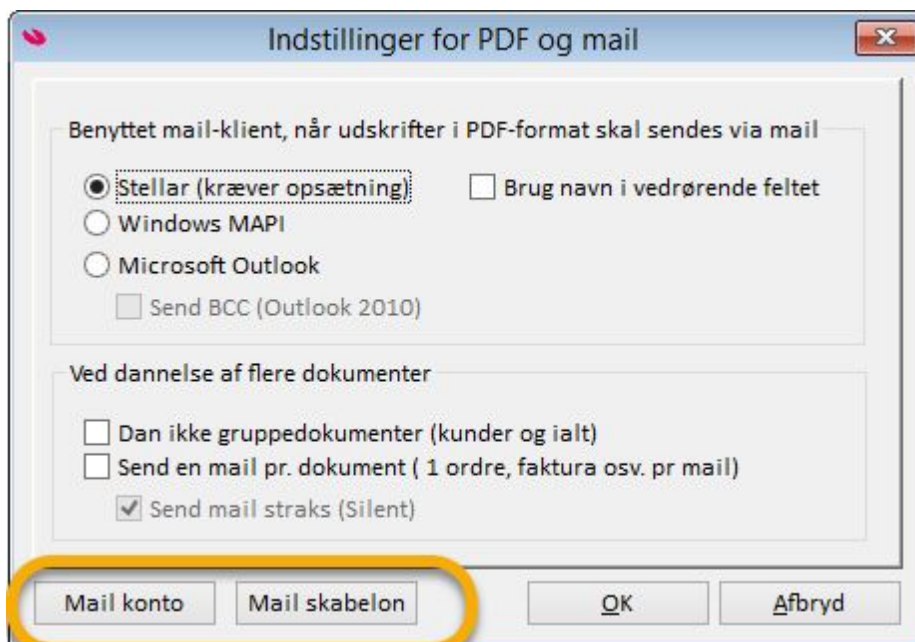 Indstillinger for PDF og mail
Benyttet mail-klient, når udskrifter i PDF-format skal sendes via mail
Stellar (kræver opsætning) Brug navn i vedrørende feltet
Windows MAPI
Microsoft Outlook
Send BCC (Outlook 2010)
Ved dannelse af flere dokumenter
Dan ikke gruppedokumenter (kunder og ialt)
Send en mail pr. dokument ( 1 ordre, faktura osv. pr mail)
Send mail straks (Silent)
Mail konto Mail skabelon OK Afbryd